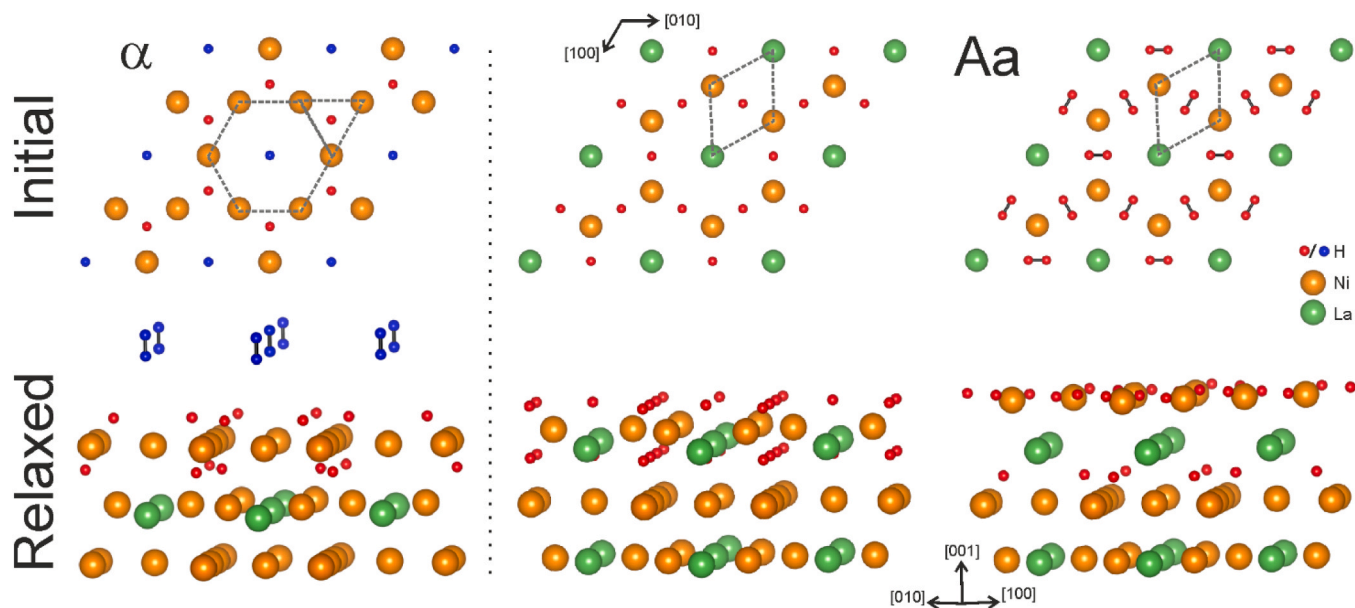 α
[010]
[100]
Aa
Initial
/ H
Ni
La
Relaxed
[001]
[010]
[100]